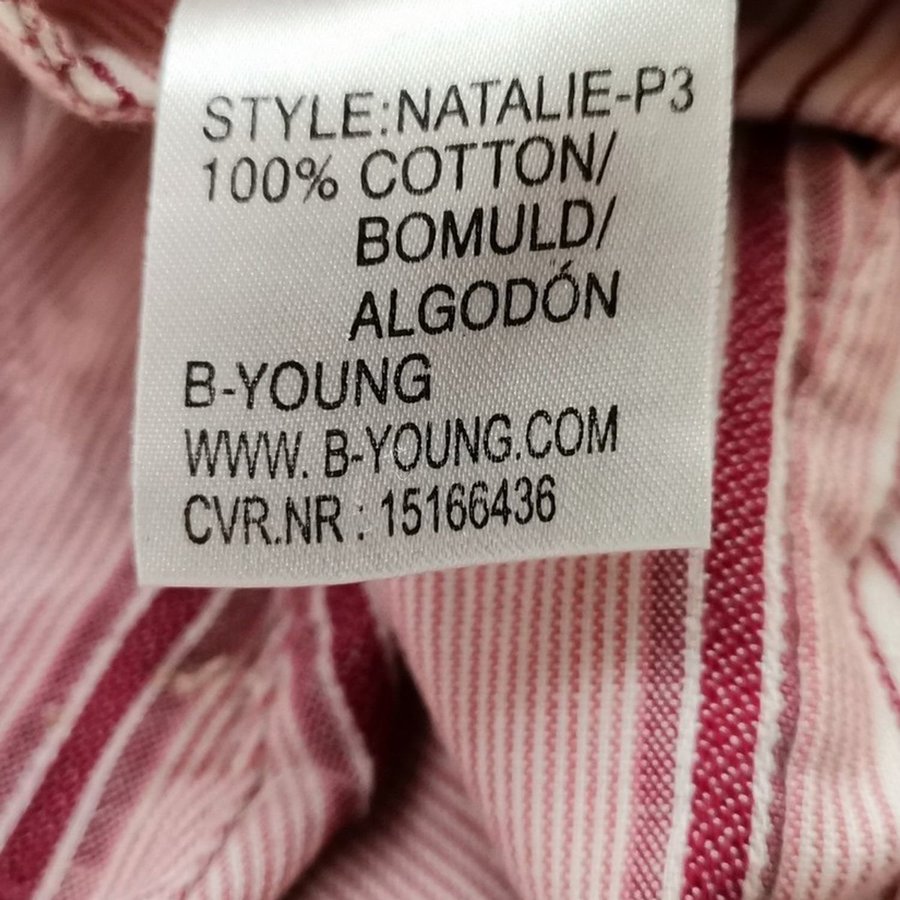 STYLE:NATALIE-P3
100% COTTON/
BOMULD/
ALGODÓN
B-YOUNG
WWW. B-YOUNG.COM
CVR.NR : 15166436